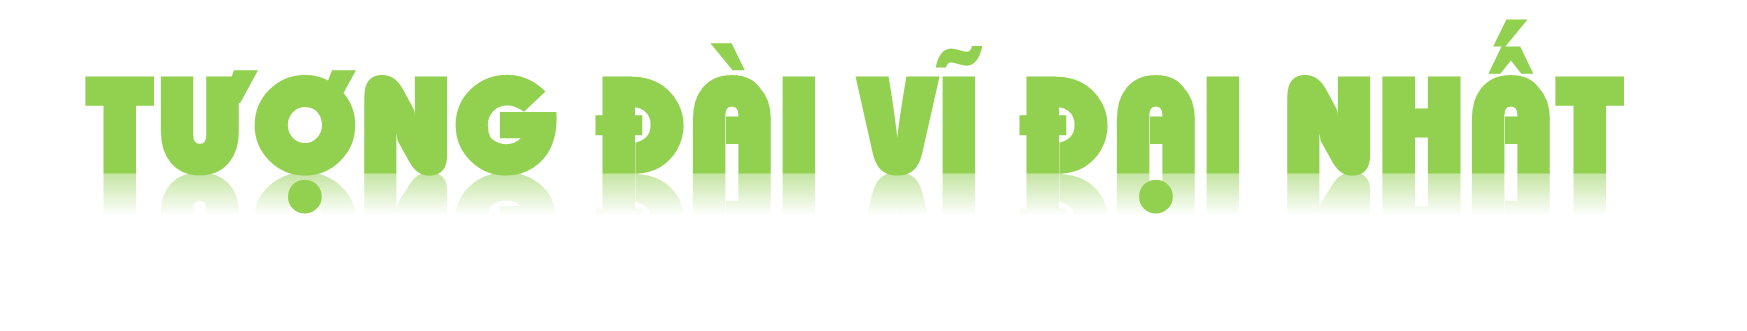 TƯỢNG ĐÀI VĨ ĐẠI NHẤT